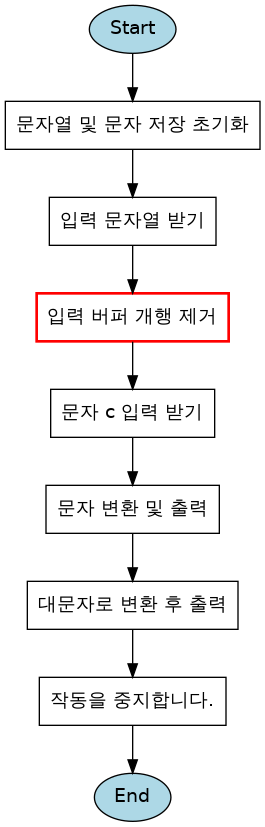 Start
문자열 및 문자 저장 초기화
입력 문자열 받기
입력 버퍼 개행 제거
문자 c 입력 받기
문자 변환 및 출력
대문자로 변환 후 출력
작동을 중지합니다.
End